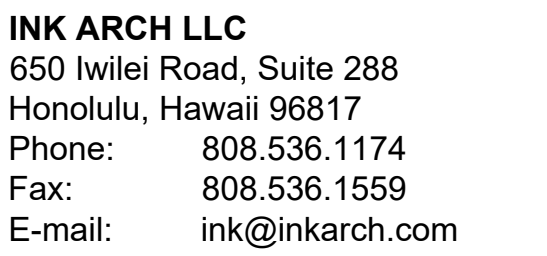 INK ARCH LLC
650 Iwilei Road, Suite 288
Honolulu, Hawaii 96817
Phone: 808.536.1174
Fax: 808.536.1559
E-mail: ink@inkarch.com